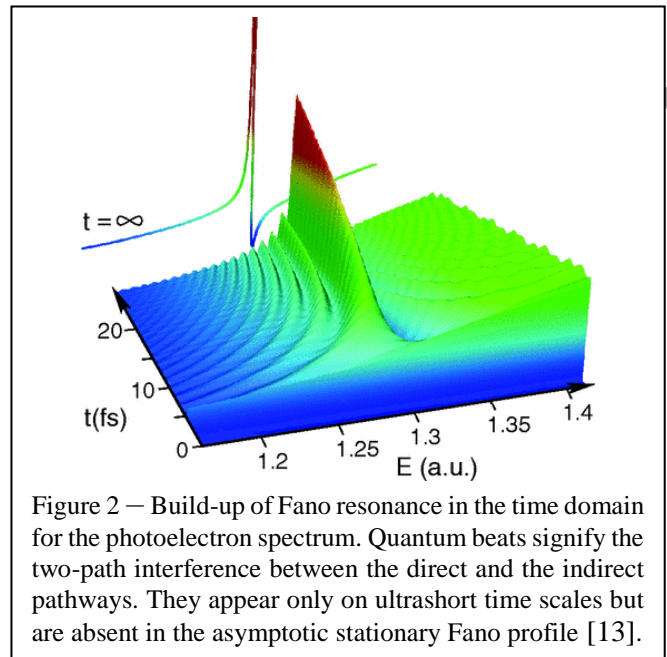 t = ∞
20
10
t(fs)
0
1.2
1.25
1.3
1.35
1.4
E (a.u.)
Figure 2 — Build-up of Fano resonance in the time domain
for the photoelectron spectrum. Quantum beats signify the
two-path interference between the direct and the indirect
pathways. They appear only on ultrashort time scales but
are absent in the asymptotic stationary Fano profile [13].